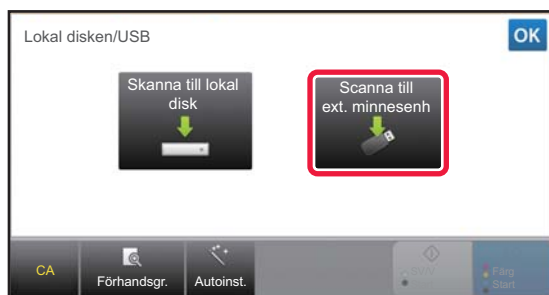 Lokal disken/USB
OK
Skanna till lokal
disk
Scanna till
ext. minnesenh
CA
Förhandsgr.
Autoinst.
Färg
Start